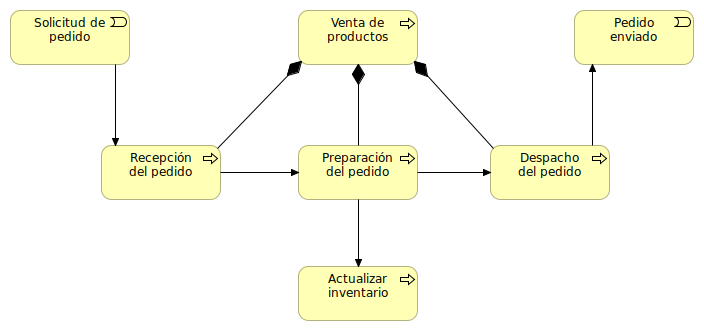 Solicitud de
pedido
Venta de
productos
Pedido
enviado
Recepción
del pedido
Preparación
del pedido
Despacho
del pedido
Actualizar
inventario